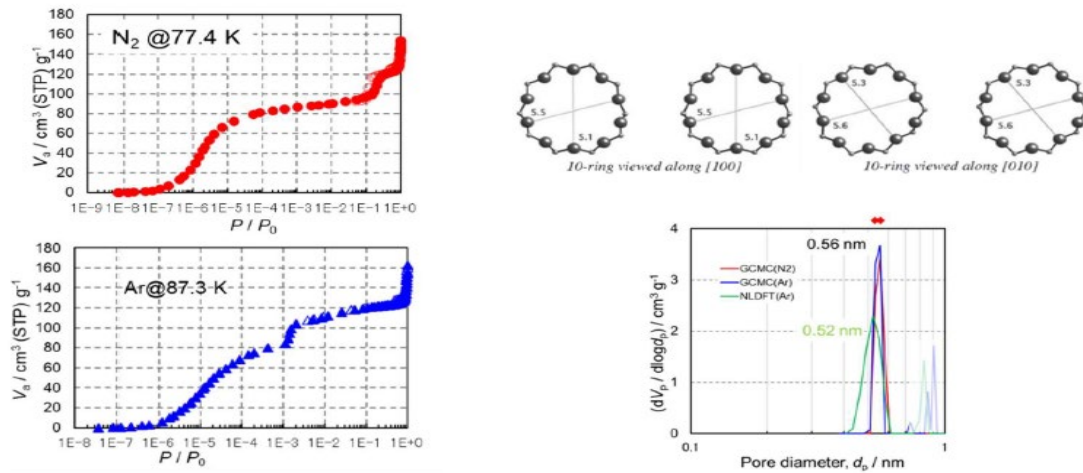 N₂ @77.4 K
Vₐ / cm³ (STP) g⁻¹
180
160
140
120
100
80
60
40
20
0
1E-9 1E-8 1E-7 1E-6 1E-5 1E-4 1E-3 1E-2 1E-1 1E+0
P / P₀
Ar@87.3 K
Vₐ / cm³ (STP) g⁻¹
180
160
140
120
100
80
60
40
20
0
1E-8 1E-7 1E-6 1E-5 1E-4 1E-3 1E-2 1E-1 1E+0
P / P₀
5.5
5.1
5.5
5.1
5.3
5.6
5.3
5.6
10-ring viewed along [100]
10-ring viewed along [010]
(dVₚ / dlogdₚ) / cm³ g⁻¹
4
3
2
1
0
0.56 nm
GCMC(N2)
GCMC(Ar)
NLDFT(Ar)
0.52 nm
0.1 1
Pore diameter, dₚ / nm